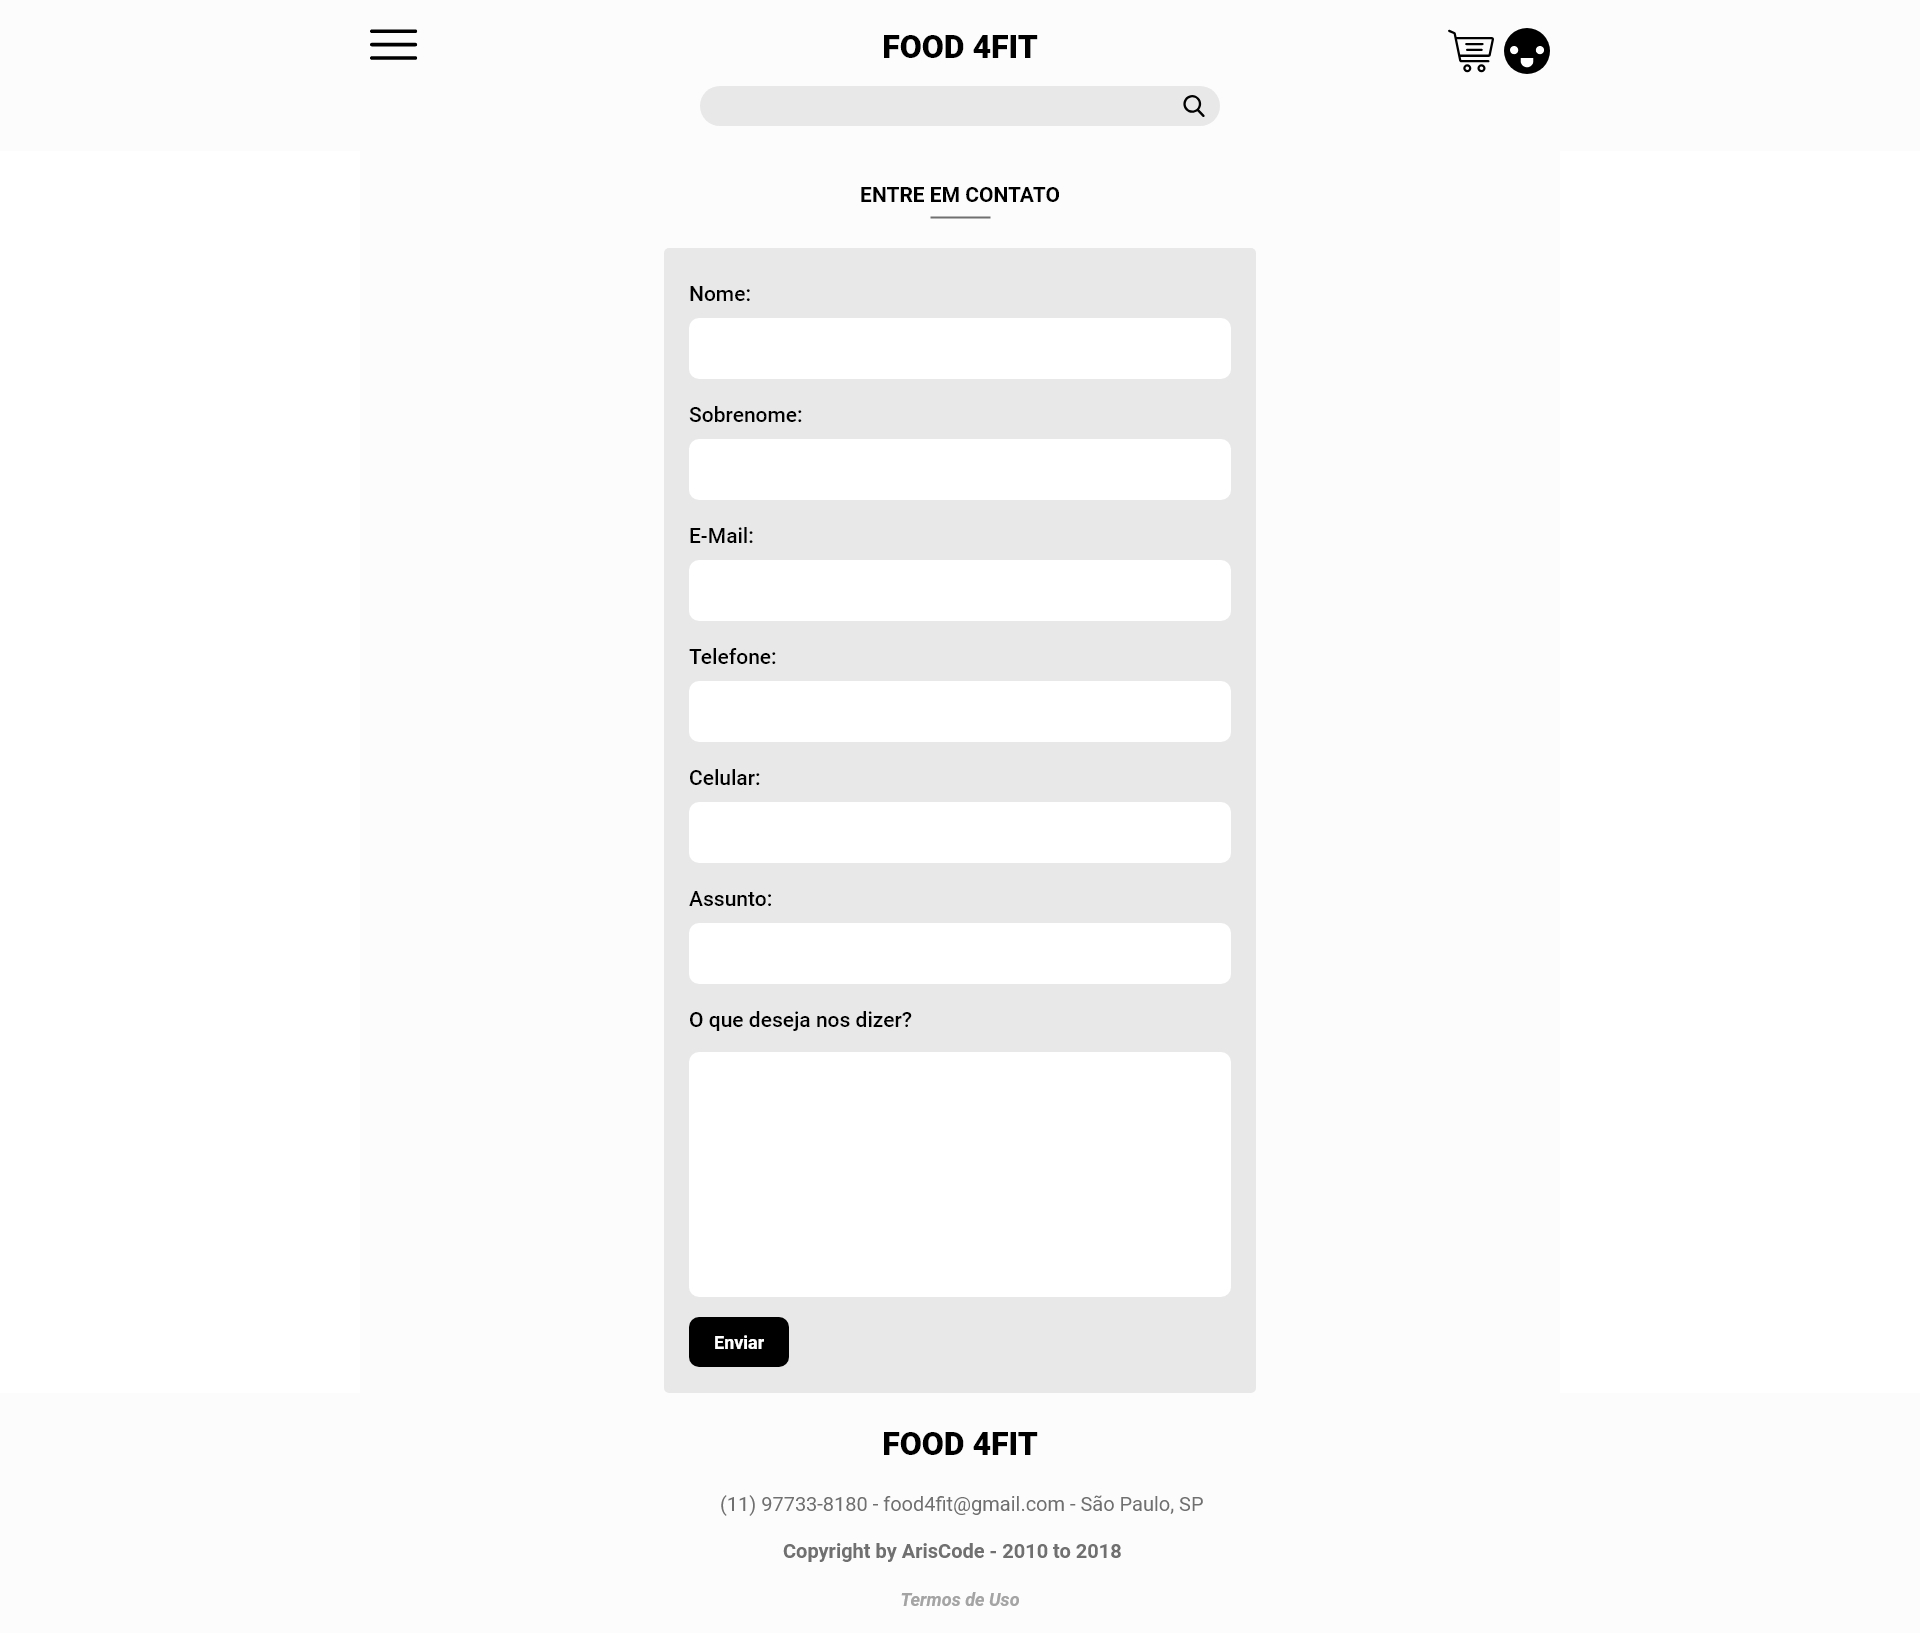 FOOD 4FIT
ENTRE EM CONTATO
Nome:
Sobrenome:
E-Mail:
Telefone:
Celular:
Assunto:
O que deseja nos dizer?
Enviar
FOOD 4FIT
(11) 97733-8180 - food4fit@gmail.com - São Paulo, SP
Copyright by ArisCode - 2010 to 2018
Termos de Uso